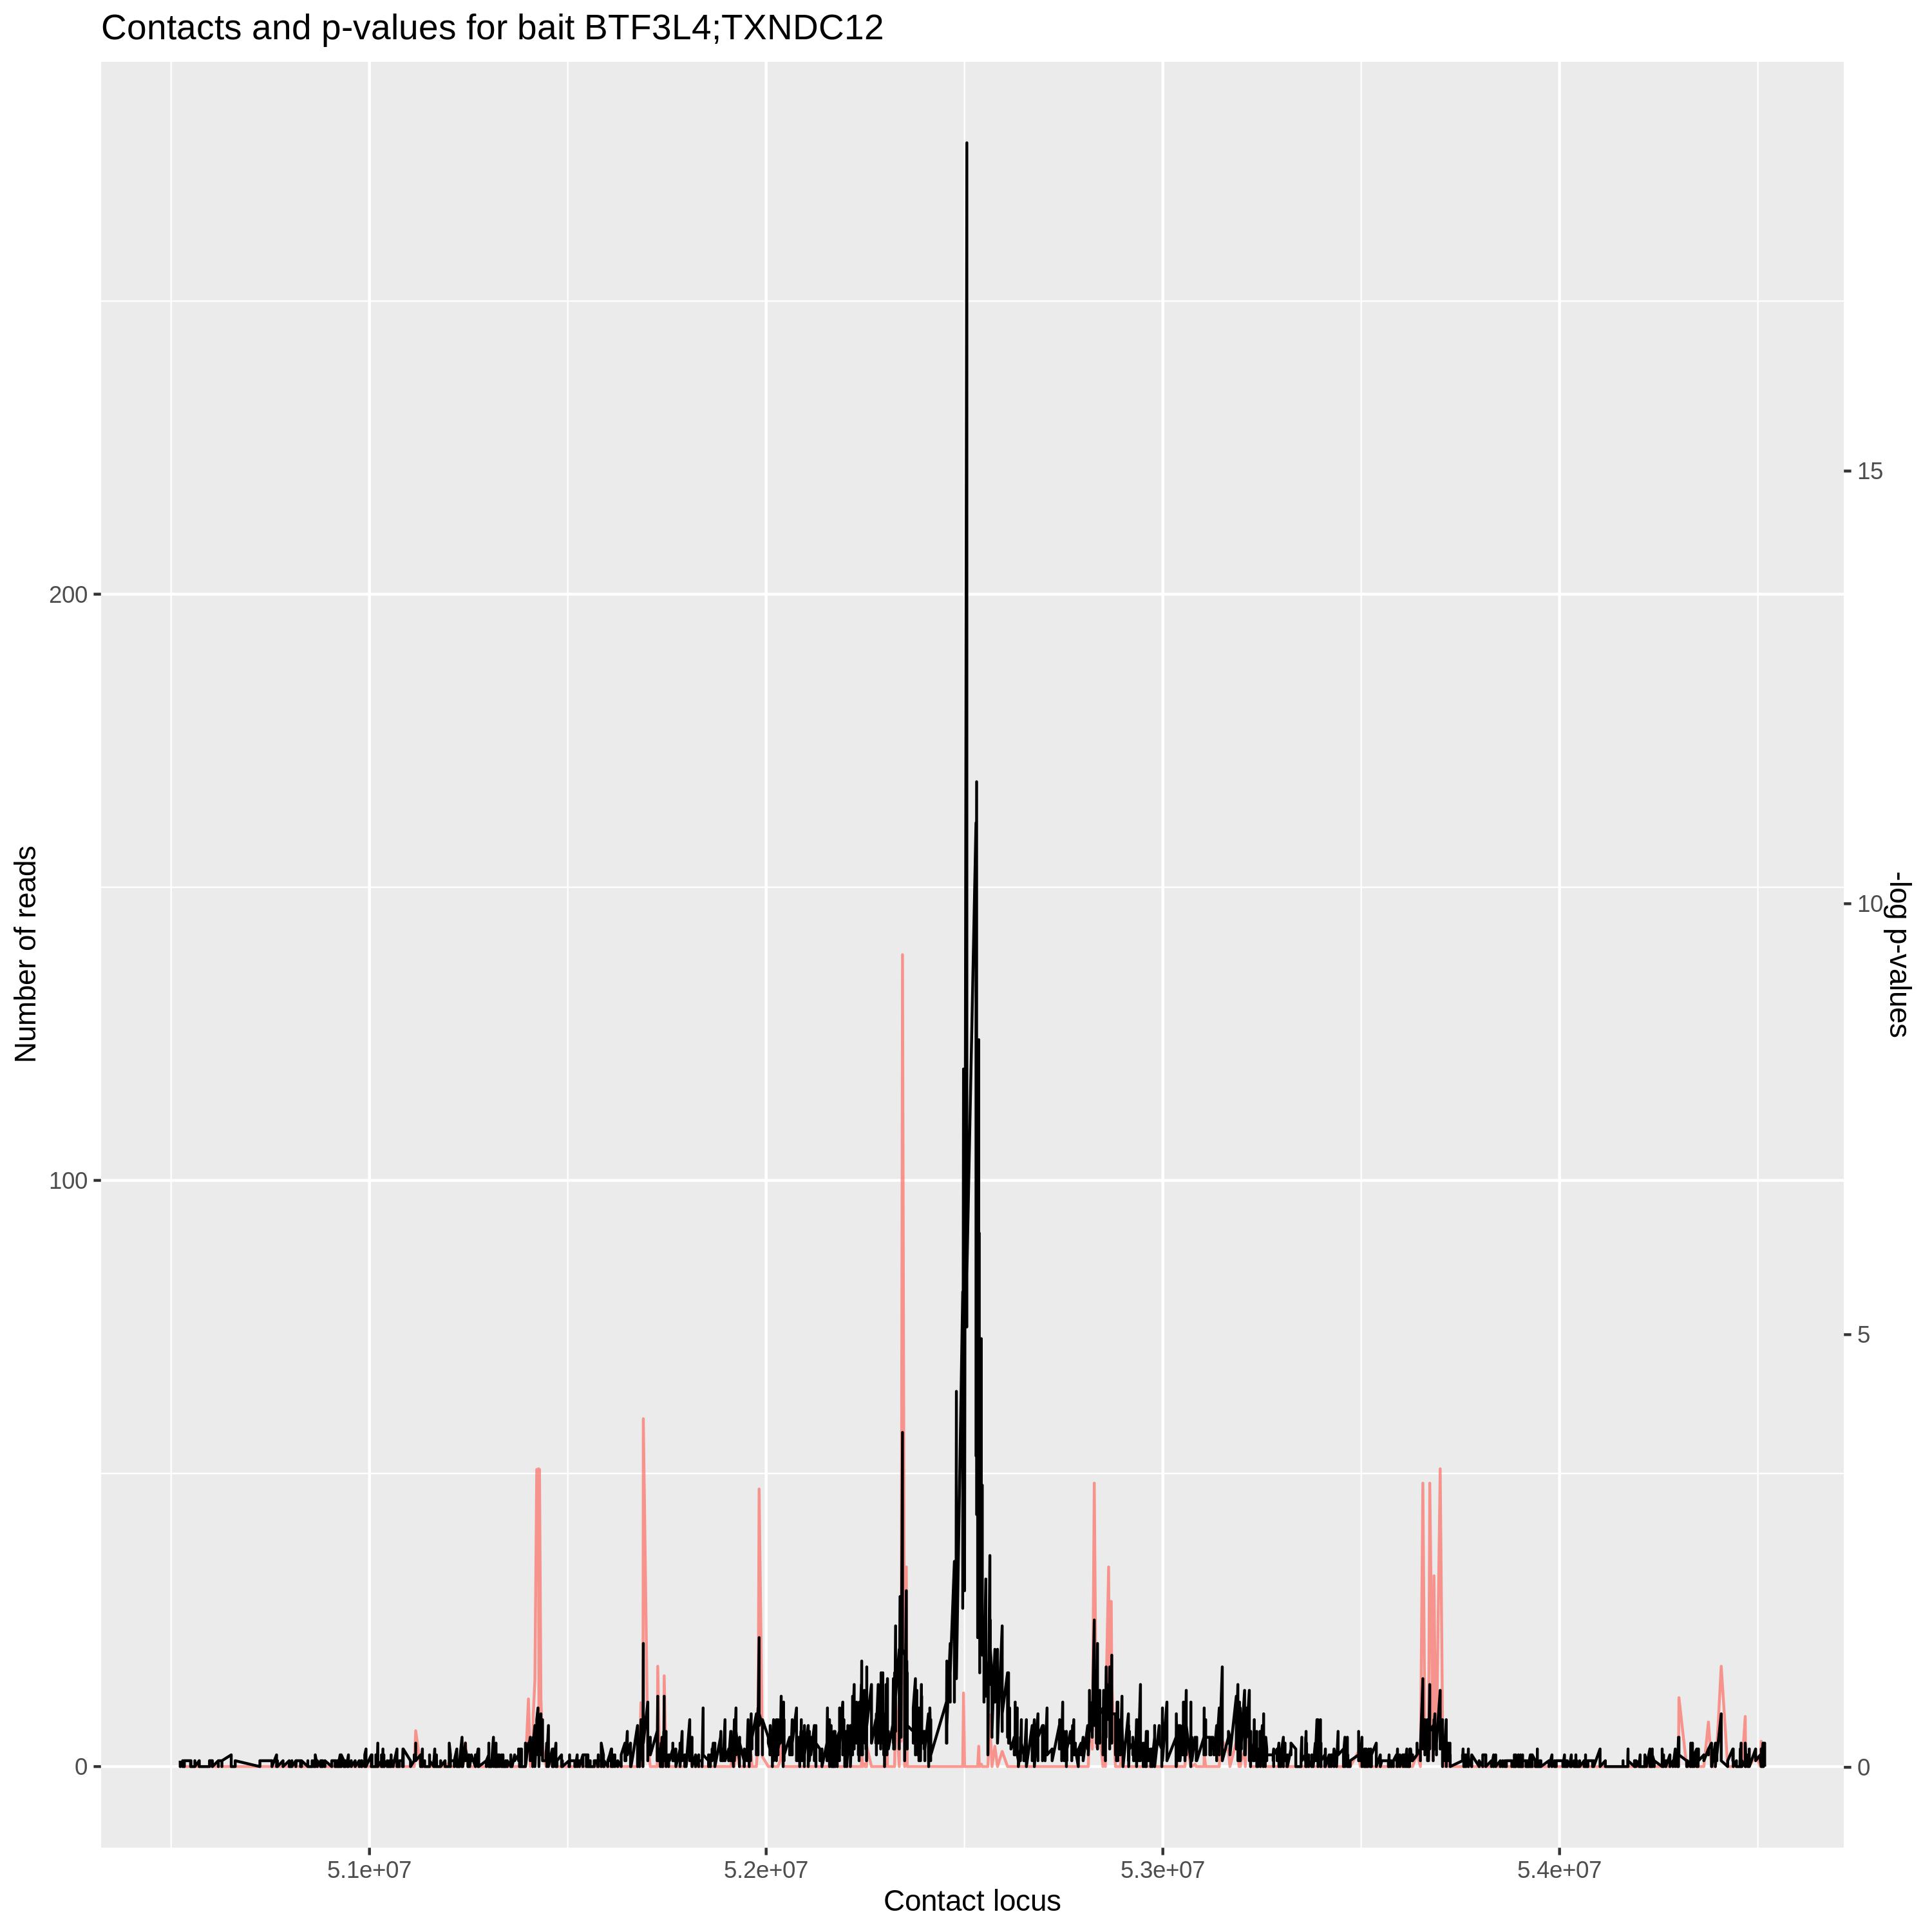 Contacts and p-values for bait BTF3L4;TXNDC12
Number of reads
200
100
0
15
10
5
0
-log p-values
5.1e+07
5.2e+07
5.3e+07
5.4e+07
Contact locus